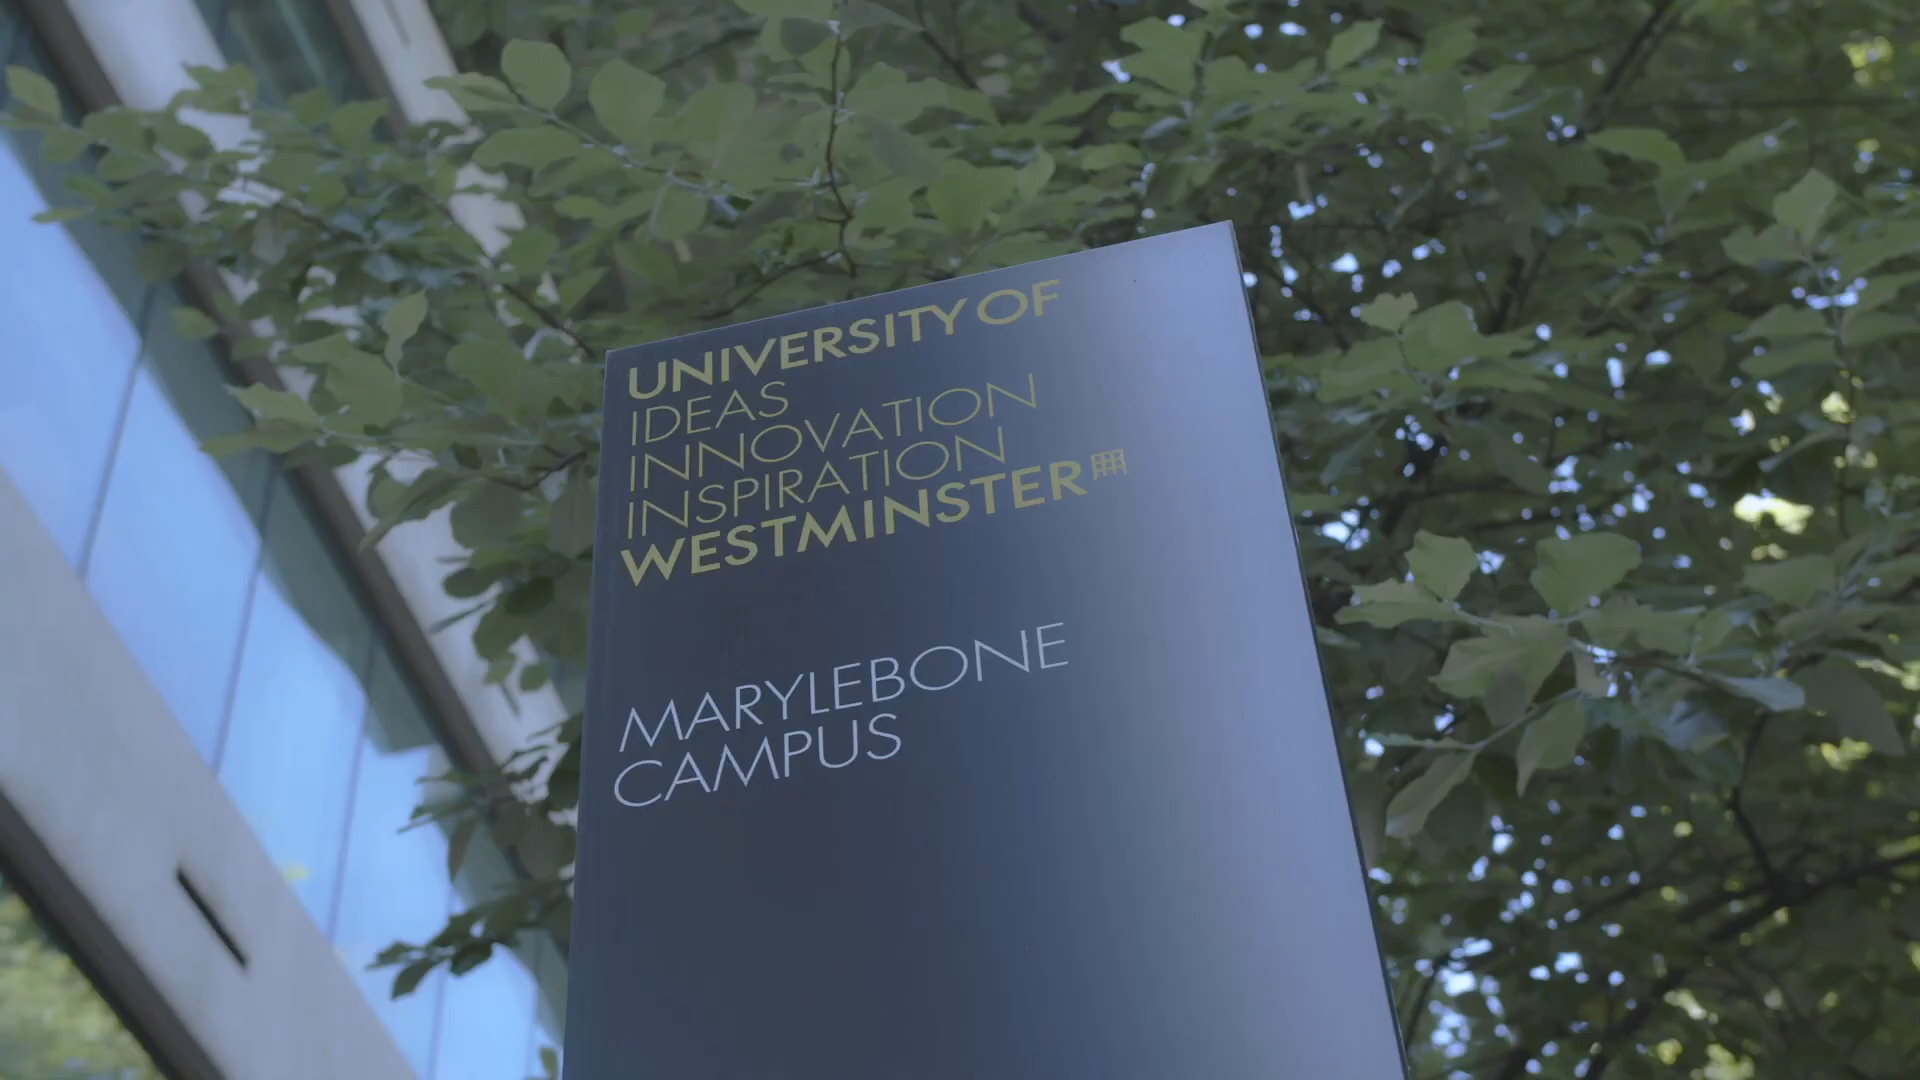 UNIVERSITY OF
IDEAS
INNOVATION
INSPIRATION
WESTMINSTER
MARYLEBONE
CAMPUS